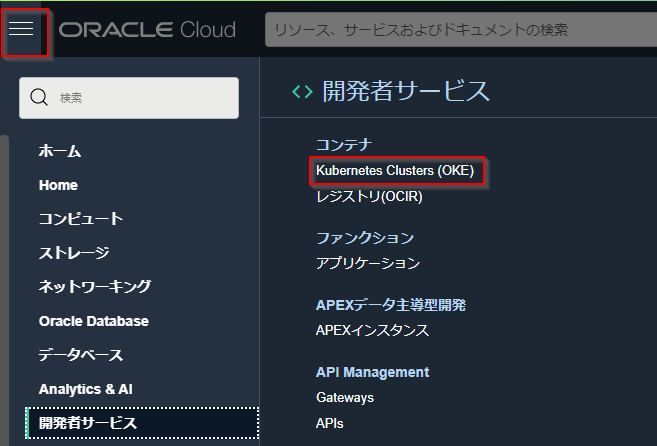 ORACLE Cloud
リソース、サービスおよびドキュメントの検索
検索
ホーム
Home
コンピュート
ストレージ
ネットワーキング
Oracle Database
データベース
Analytics & AI
開発者サービス
開発者サービス
コンテナ
Kubernetes Clusters (OKE)
レジストリ(OCIR)
ファンクション
アプリケーション
APEXデータ主導型開発
APEXインスタンス
API Management
Gateways
APIs